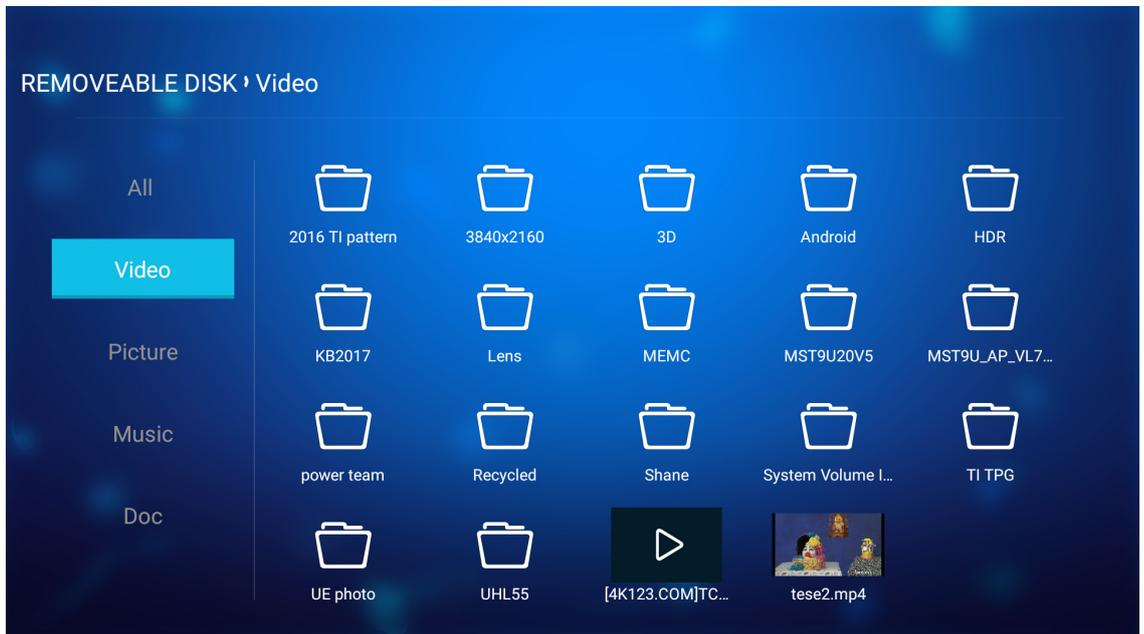 REMOVEABLE DISK › Video
All
Video
Picture
Music
Doc
2016 TI pattern
3840x2160
3D
Android
HDR
KB2017
Lens
MEMC
MST9U20V5
MST9U_AP_VL7...
power team
Recycled
Shane
System Volume I...
TI TPG
UE photo
UHL55
[4K123.COM]TC...
tese2.mp4